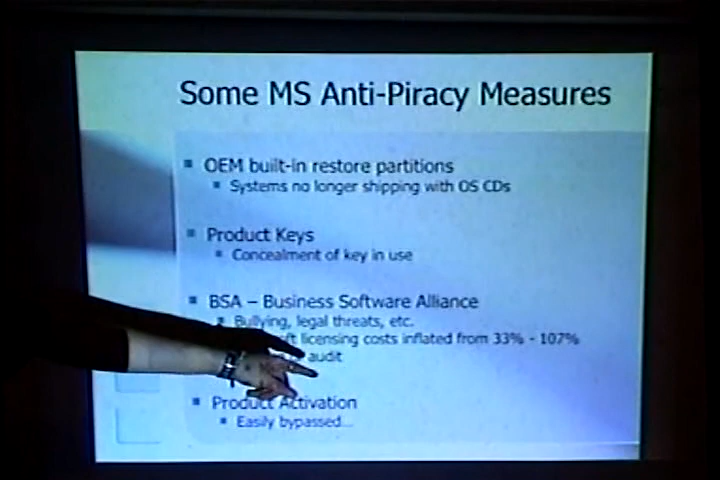 Some MS Anti-Piracy Measures
OEM built-in restore partitions
Systems no longer shipping with OS CDs
Product Keys
Concealment of key in use
BSA – Business Software Alliance
Bullying, legal threats, etc.
licensing costs inflated from 33% - 107%
audit
Product Activation
Easily bypassed...